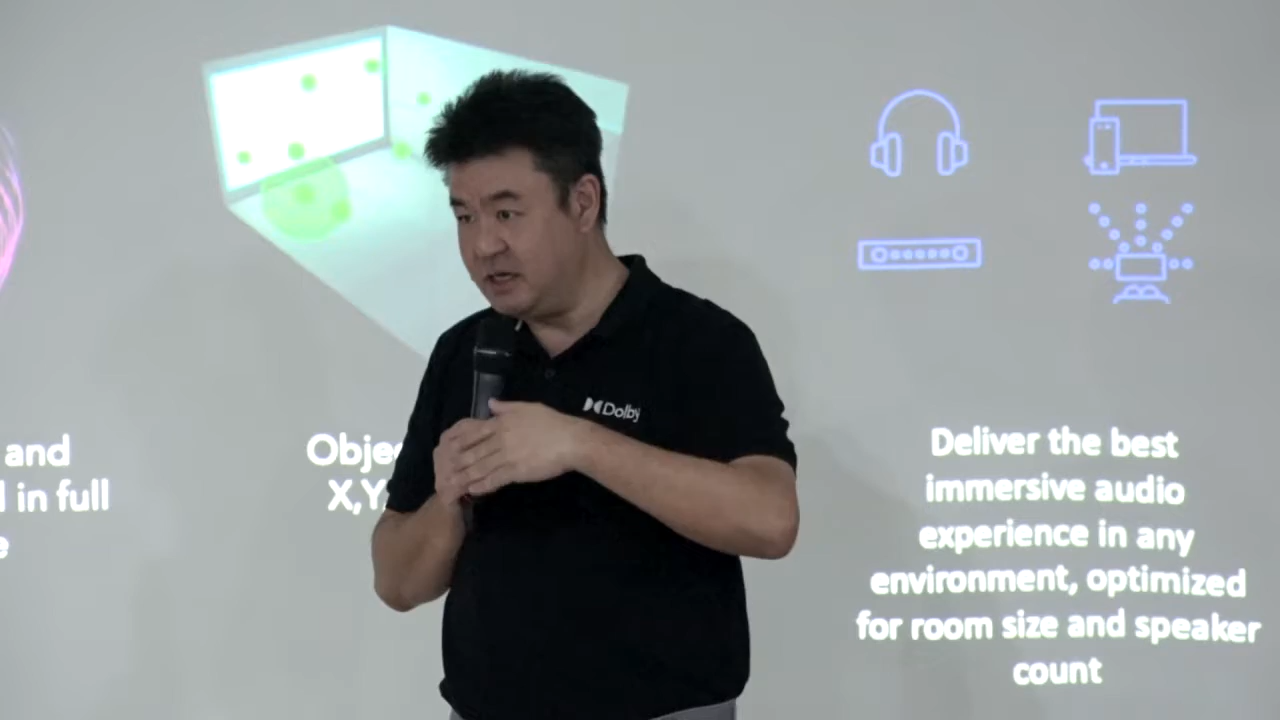 and
in full
X,Y
Dolby
Deliver the best
immersive audio
experience in any
environment, optimized
for room size and speaker
count